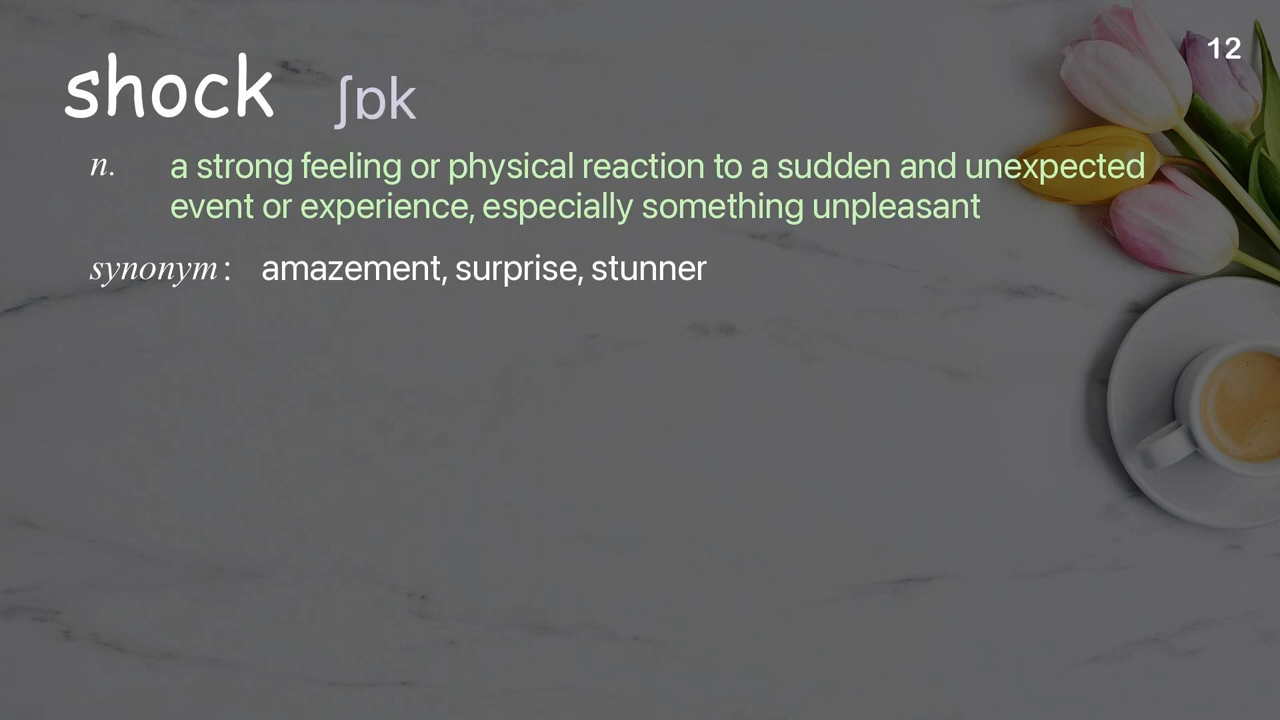 12
shock ʃɒk
n. a strong feeling or physical reaction to a sudden and unexpected
event or experience, especially something unpleasant
synonym : amazement, surprise, stunner